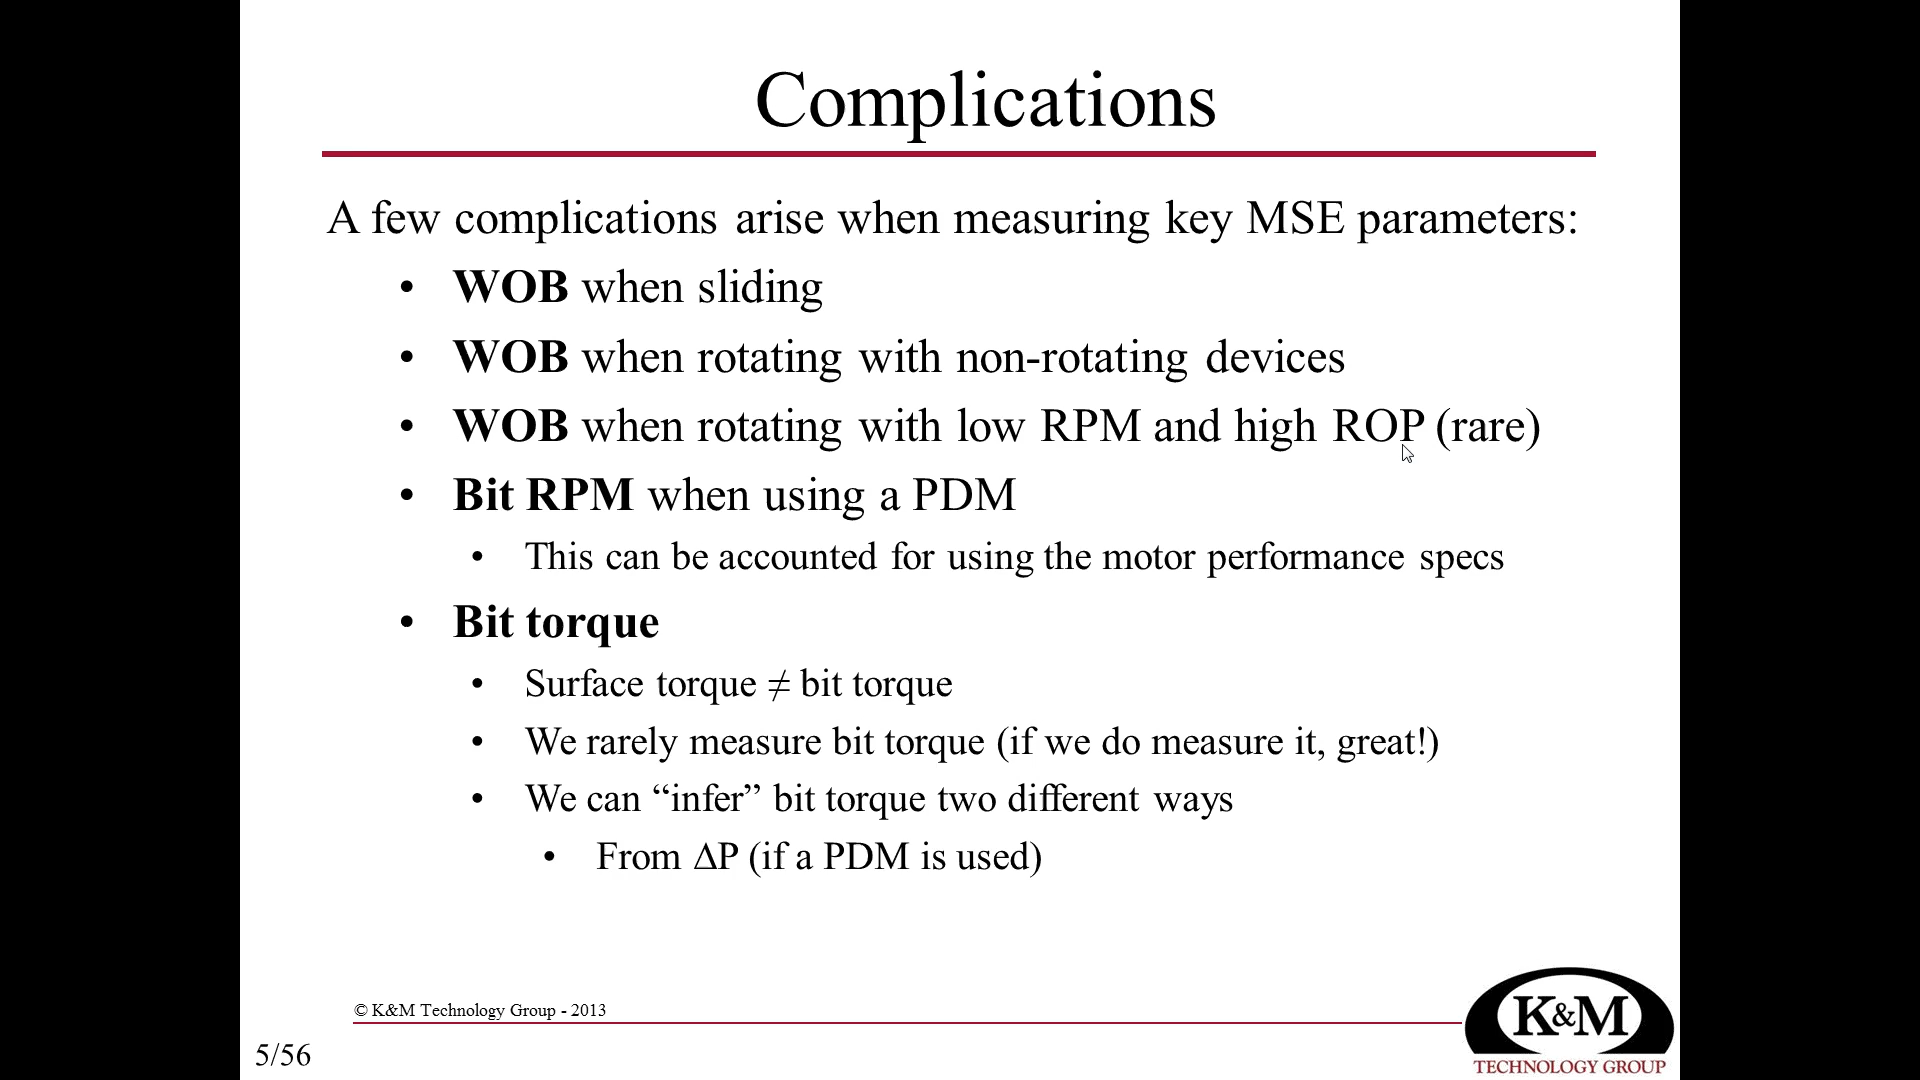 Complications
A few complications arise when measuring key MSE parameters:
• WOB when sliding
• WOB when rotating with non-rotating devices
• WOB when rotating with low RPM and high ROP (rare)
• Bit RPM when using a PDM
• This can be accounted for using the motor performance specs
• Bit torque
• Surface torque ≠ bit torque
• We rarely measure bit torque (if we do measure it, great!)
• We can “infer” bit torque two different ways
• From ΔP (if a PDM is used)
© K&M Technology Group - 2013
K&M
TECHNOLOGY GROUP
5/56